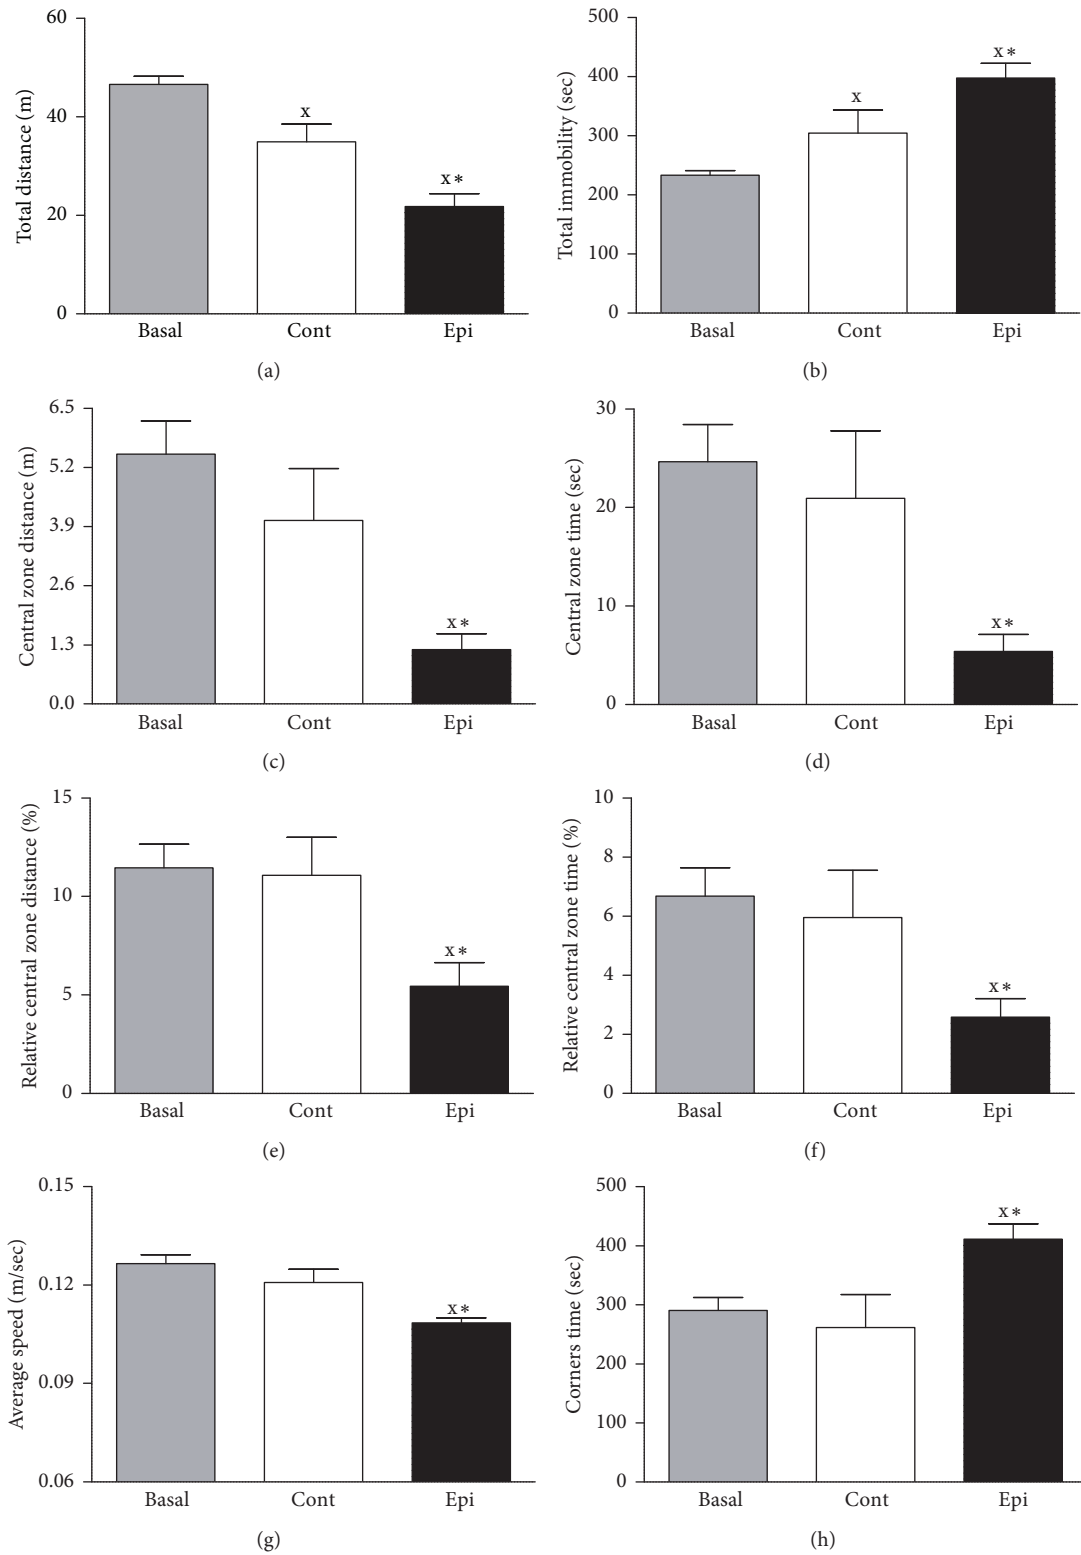 60
40
20
0
Total distance (m)
x
x*
Basal Cont Epi
(a)
500
400
300
200
100
0
Total immobility (sec)
x
x*
Basal Cont Epi
(b)
6.5
5.2
3.9
2.6
1.3
0.0
Central zone distance (m)
x*
Basal Cont Epi
(c)
30
20
10
0
Central zone time (sec)
x*
Basal Cont Epi
(d)
15
10
5
0
Relative central zone distance (%)
x*
Basal Cont Epi
(e)
10
8
6
4
2
0
Relative central zone time (%)
x*
Basal Cont Epi
(f)
0.15
0.12
0.09
0.06
Average speed (m/sec)
x*
Basal Cont Epi
(g)
500
400
300
200
100
0
Corners time (sec)
x*
Basal Cont Epi
(h)